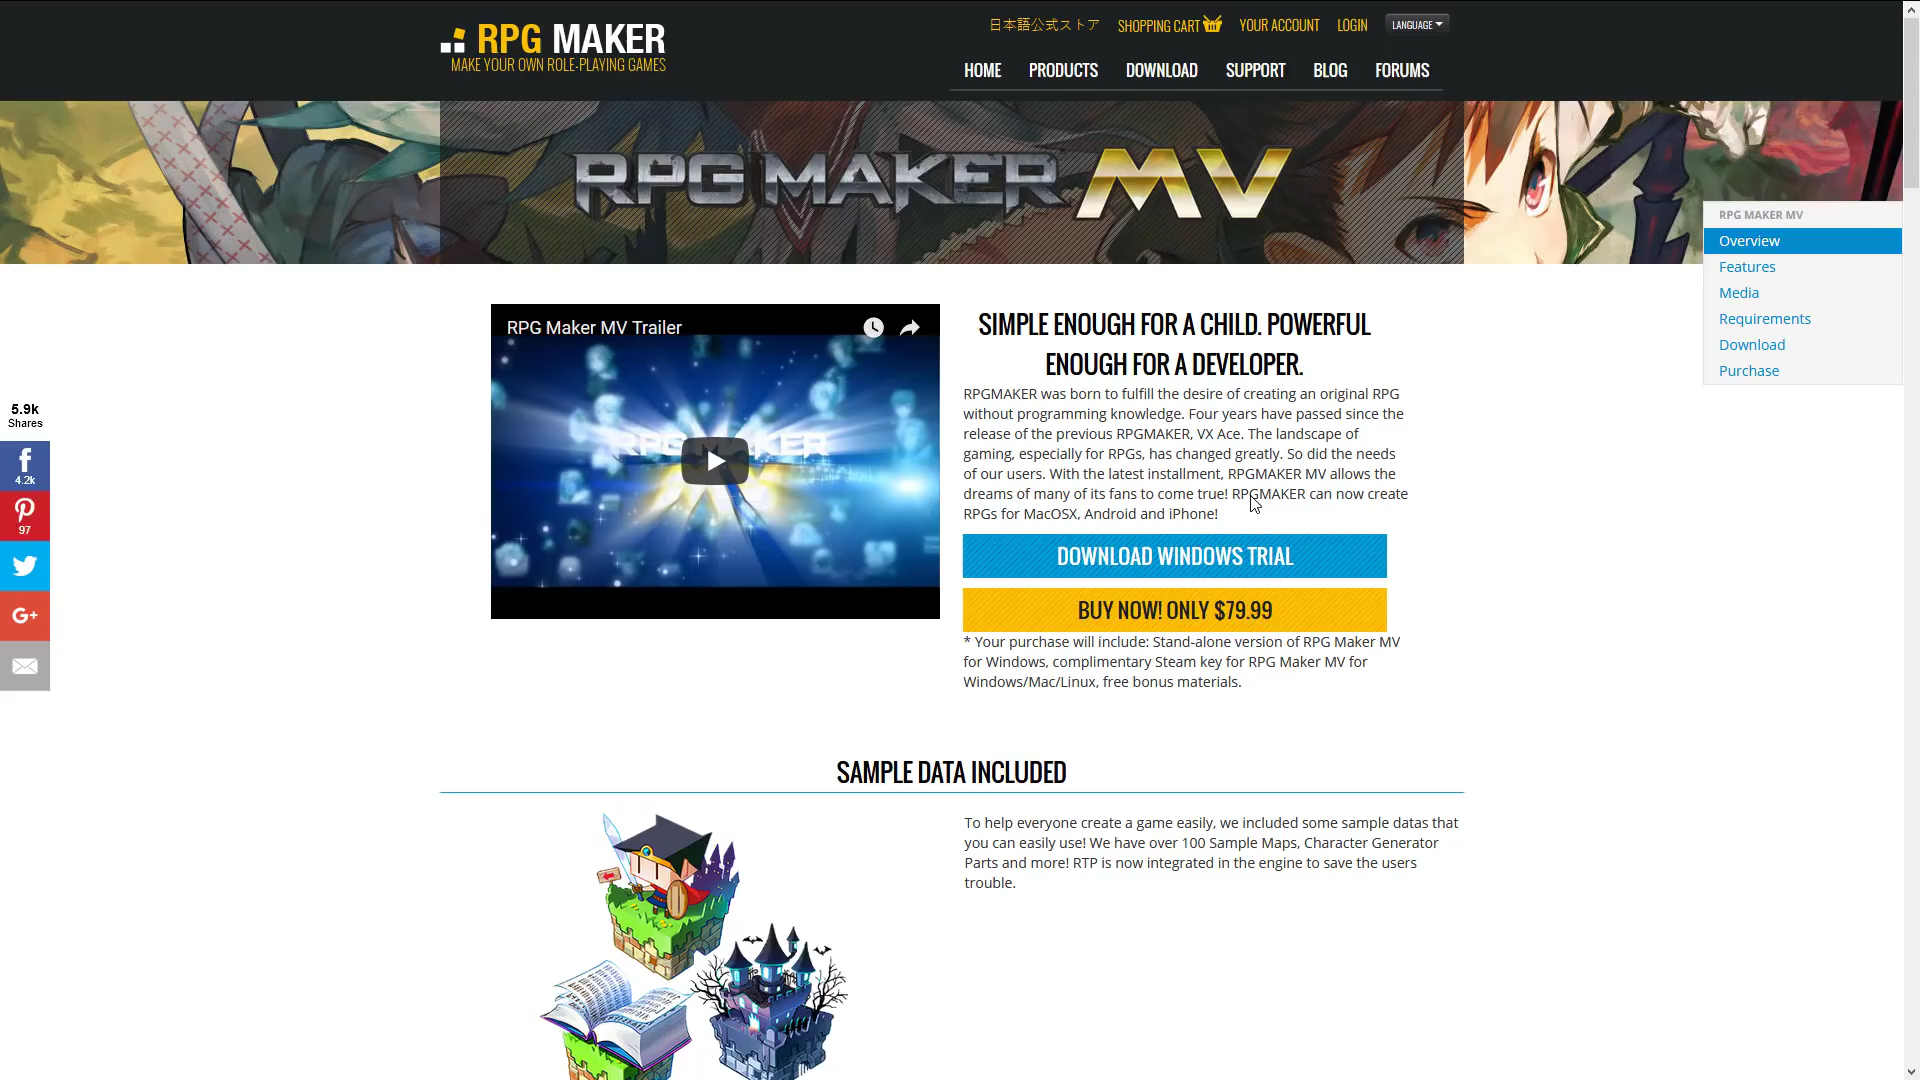 RPG MAKER
MAKE YOUR OWN ROLE-PLAYING GAMES
日本語公式ストア SHOPPING CART YOUR ACCOUNT LOGIN LANGUAGE
HOME PRODUCTS DOWNLOAD SUPPORT BLOG FORUMS
RPG MAKER MV
RPG MAKER MV
Overview
Features
Media
Requirements
Download
Purchase
5.9k
Shares
f
4.2k
97
G+
RPG Maker MV Trailer
SIMPLE ENOUGH FOR A CHILD. POWERFUL
ENOUGH FOR A DEVELOPER.
RPGMAKER was born to fulfill the desire of creating an original RPG
without programming knowledge. Four years have passed since the
release of the previous RPGMAKER, VX Ace. The landscape of
gaming, especially for RPGs, has changed greatly. So did the needs
of our users. With the latest installment, RPGMAKER MV allows the
dreams of many of its fans to come true! RPGMAKER can now create
RPGs for MacOSX, Android and iPhone!
DOWNLOAD WINDOWS TRIAL
BUY NOW! ONLY $79.99
* Your purchase will include: Stand-alone version of RPG Maker MV
for Windows, complimentary Steam key for RPG Maker MV for
Windows/Mac/Linux, free bonus materials.
SAMPLE DATA INCLUDED
To help everyone create a game easily, we included some sample datas that
you can easily use! We have over 100 Sample Maps, Character Generator
Parts and more! RTP is now integrated in the engine to save the users
trouble.